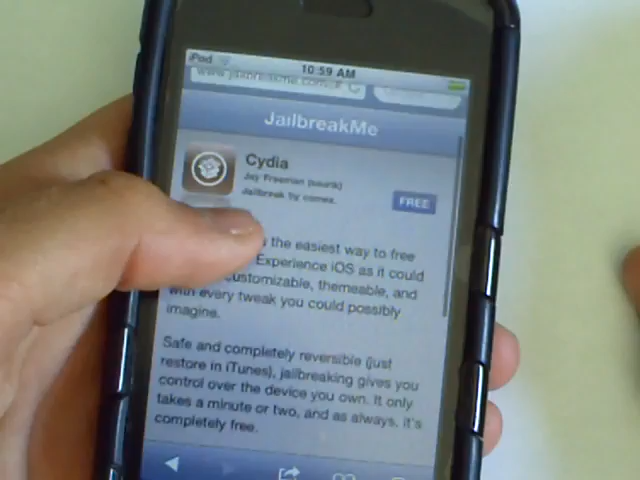 iPod
10:59 AM
www.jailbreakme.com
JailbreakMe
Cydia
Jay Freeman (saurik)
Jailbreak by comex.
FREE
the easiest way to free
Experience iOS as it could
customizable, themeable, and
with every tweak you could possibly
imagine.
Safe and completely reversible (just
restore in iTunes), jailbreaking gives you
control over the device you own. It only
takes a minute or two, and as always, it's
completely free.